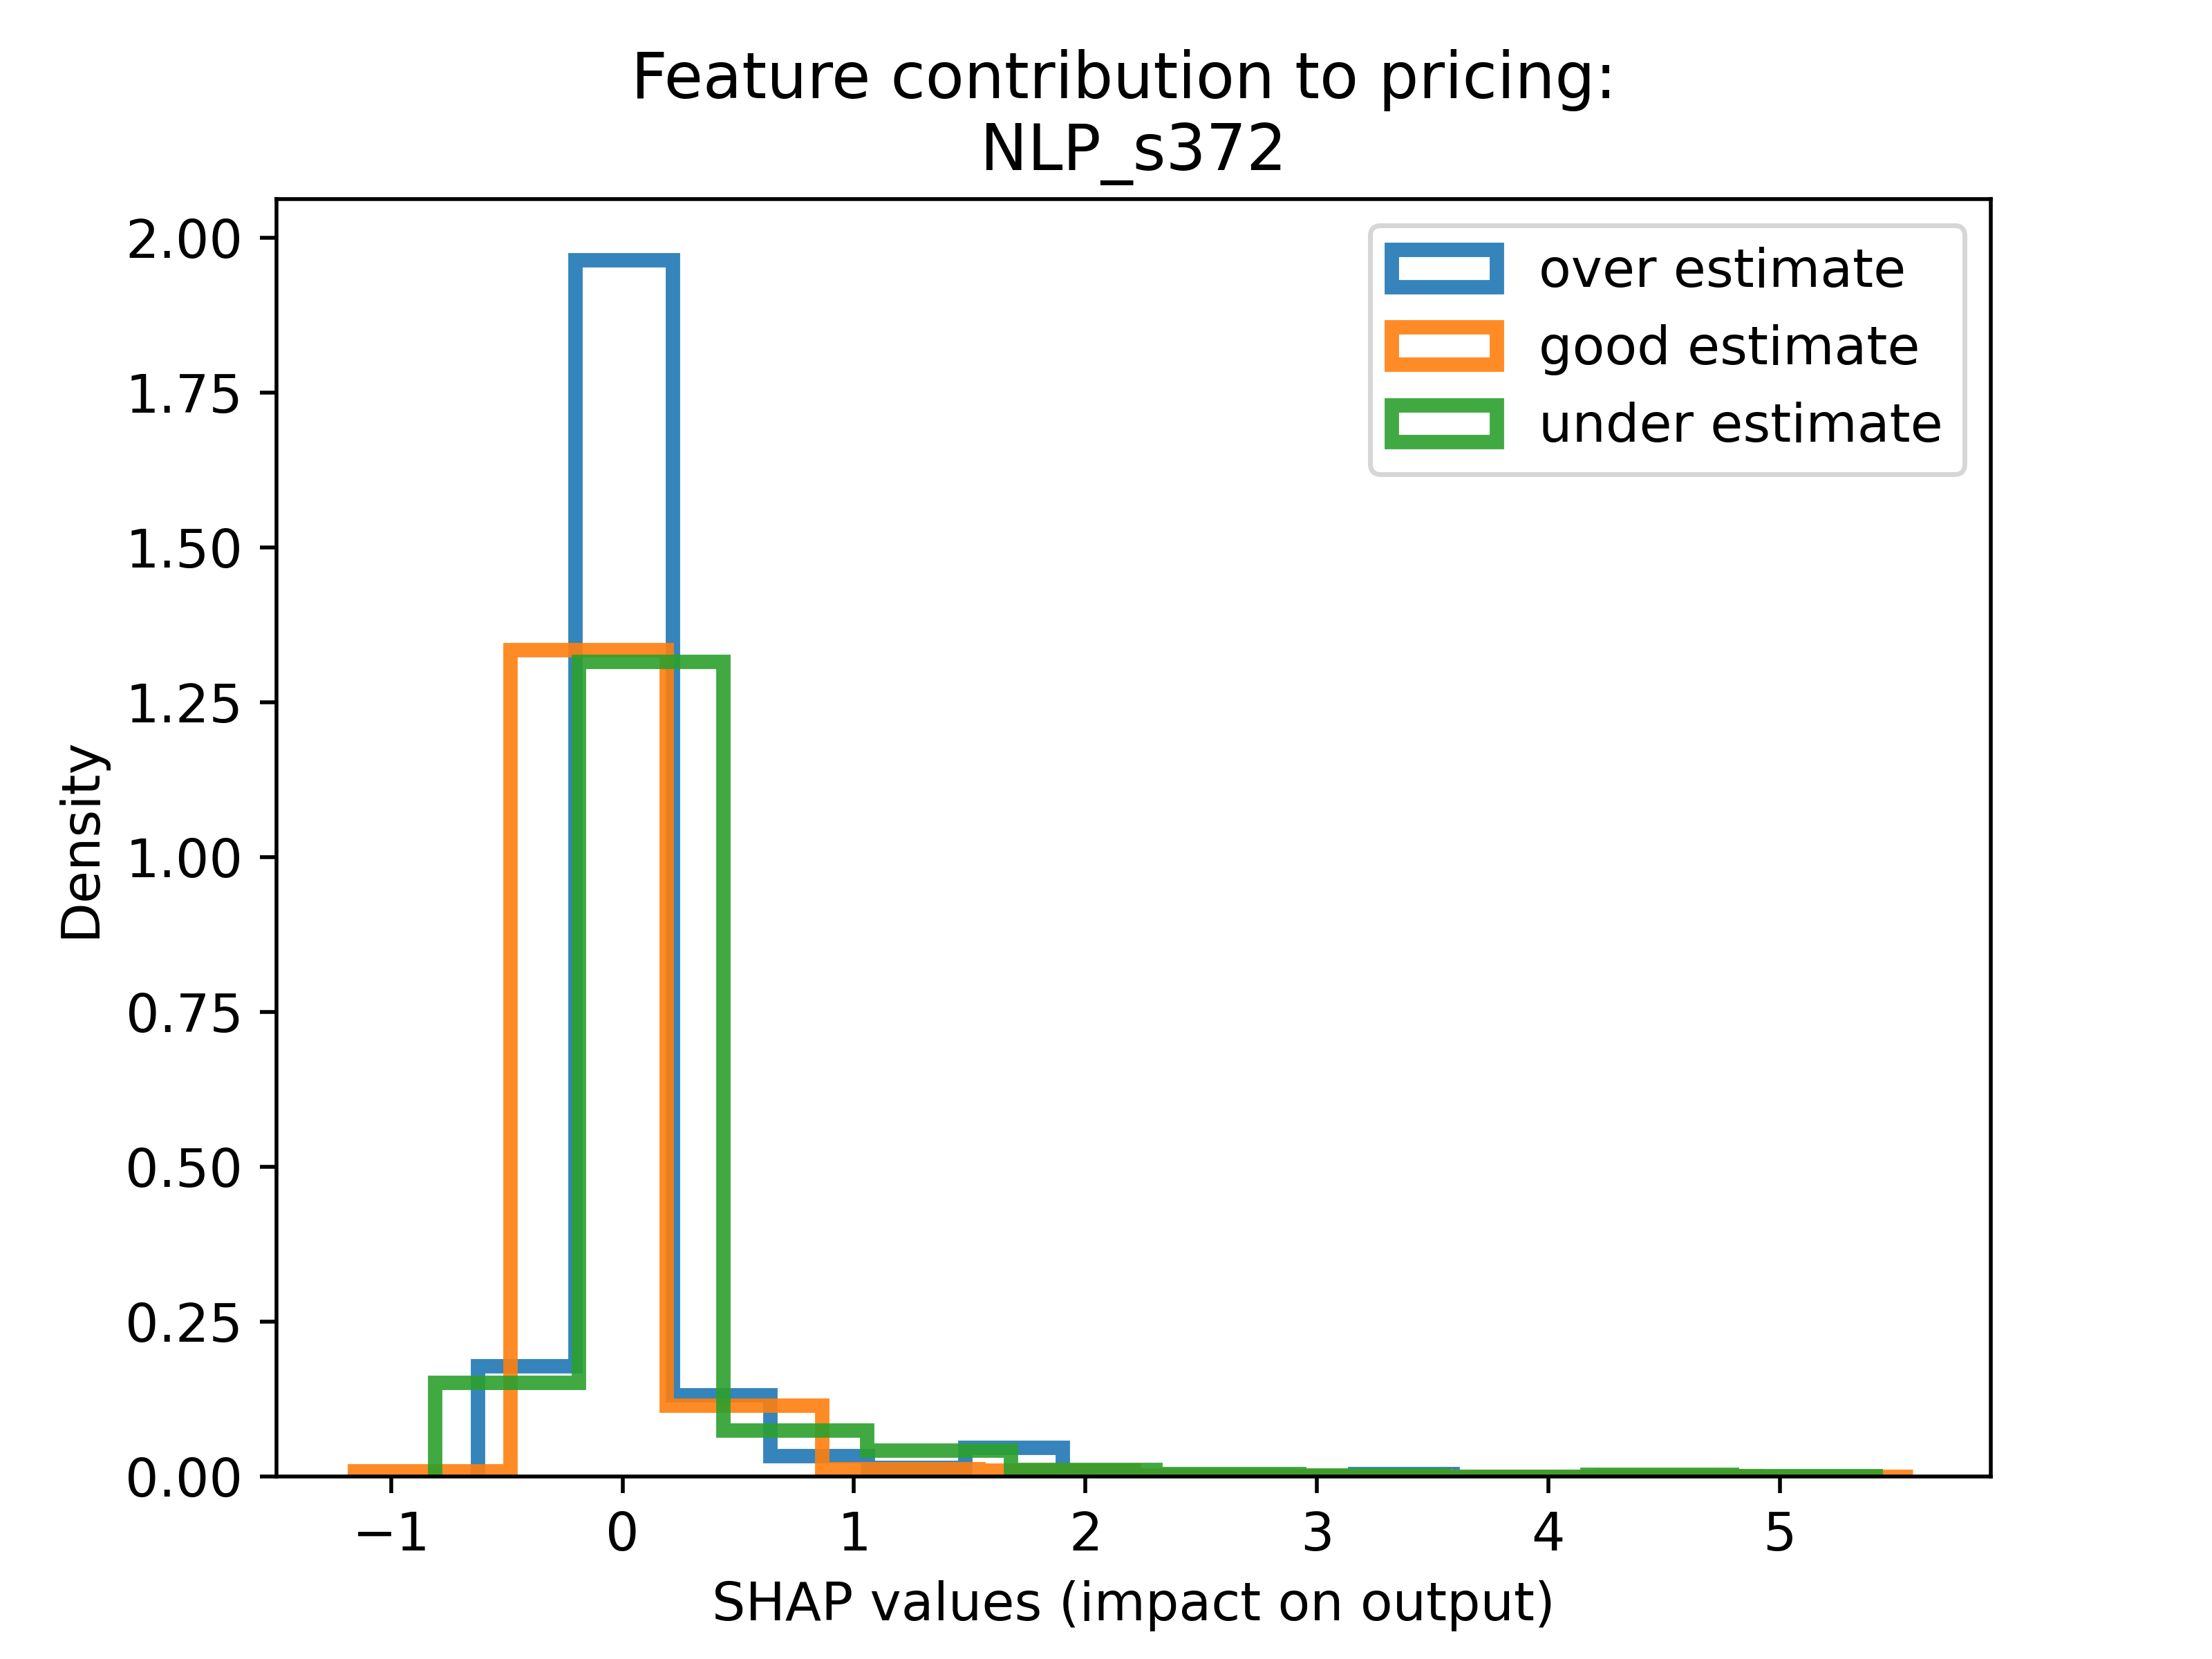 Feature contribution to pricing:
NLP_s372
over estimate
good estimate
under estimate
2.00
1.75
1.50
1.25
1.00
0.75
0.50
0.25
0.00
Density
−1 0 1 2 3 4 5
SHAP values (impact on output)